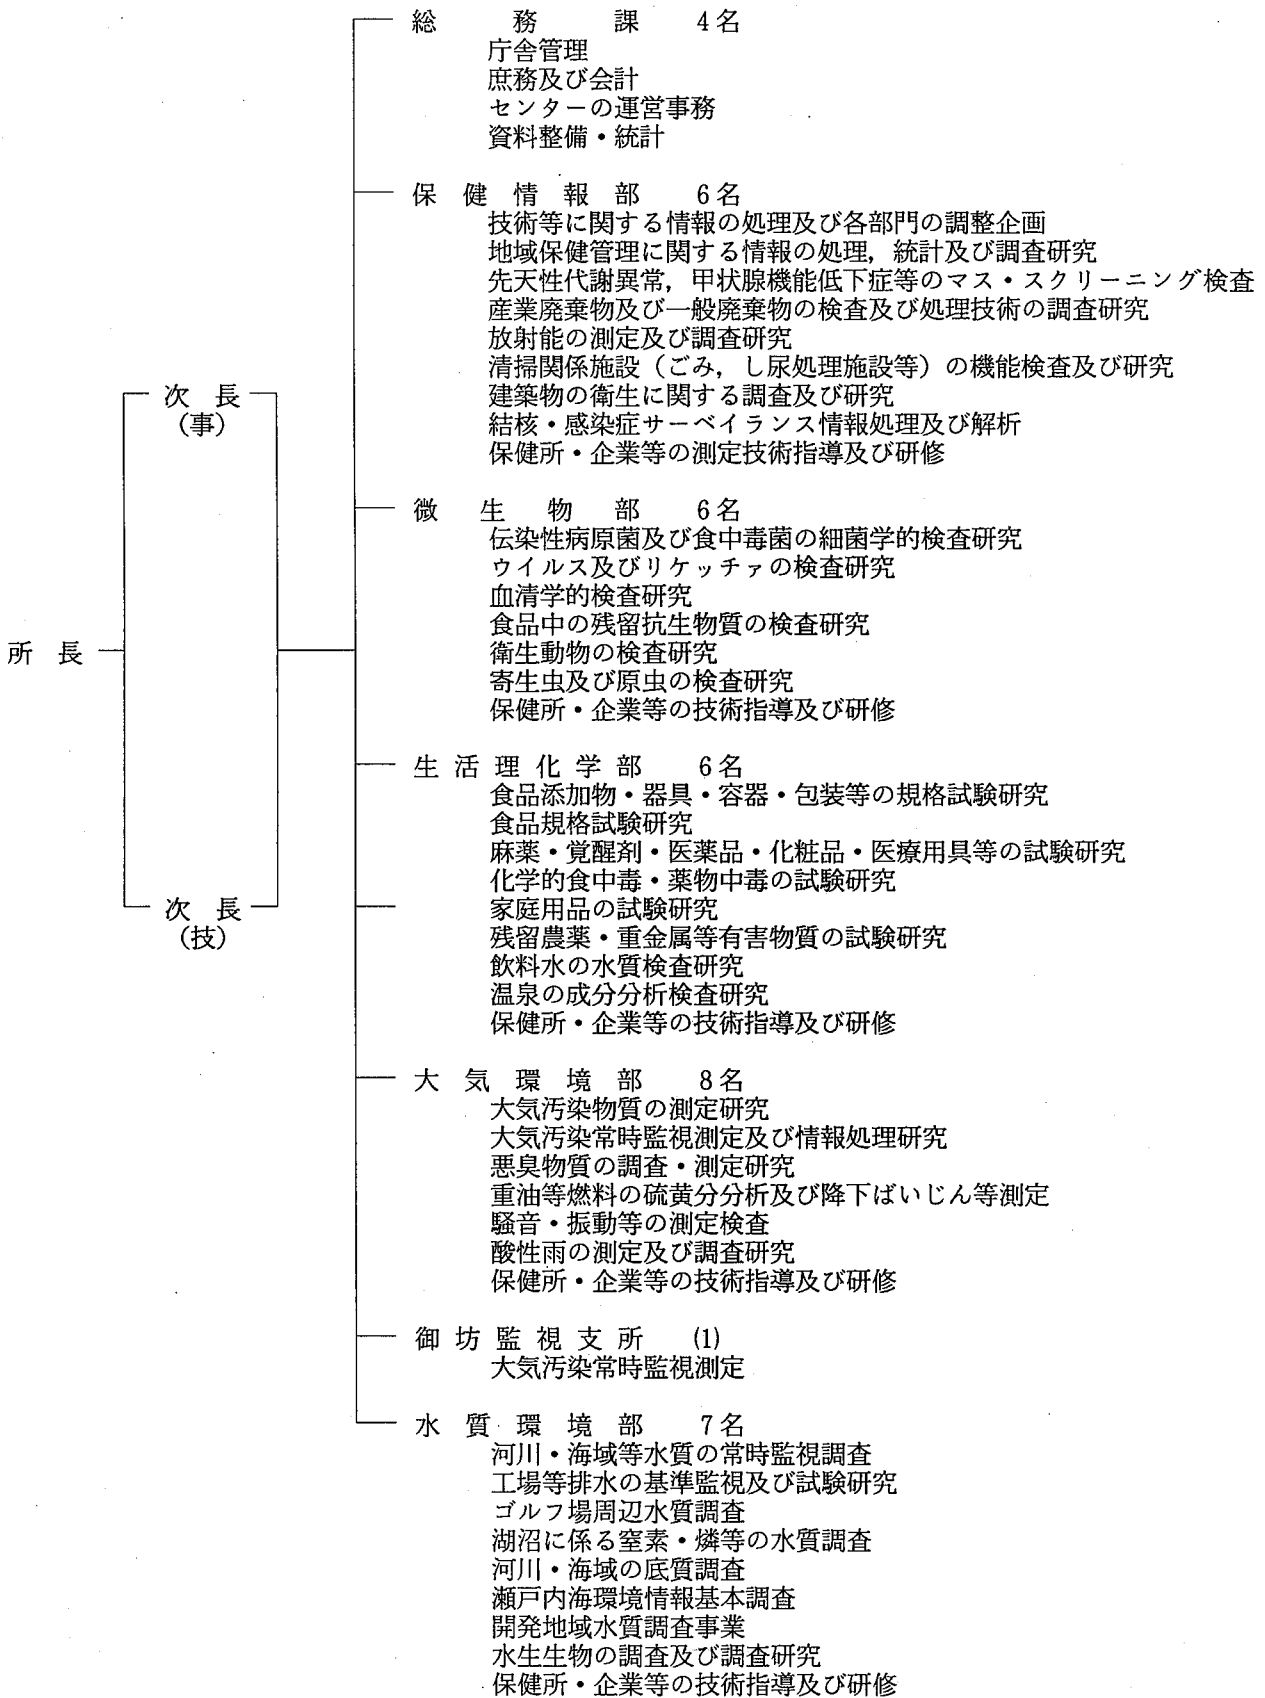 総務課 4名
庁舎管理
庶務及び会計
センターの運営事務
資料整備・統計
保健情報部 6名
技術等に関する情報の処理及び各部門の調整企画
地域保健管理に関する情報の処理，統計及び調査研究
先天性代謝異常，甲状腺機能低下症等のマス・スクリーニング検査
産業廃棄物及び一般廃棄物の検査及び処理技術の調査研究
放射能の測定及び調査研究
清掃関係施設（ごみ，し尿処理施設等）の機能検査及び研究
建築物の衛生に関する調査及び研究
結核・感染症サーベイランス情報処理及び解析
保健所・企業等の測定技術指導及び研修
次長
（事）
微生物部 6名
伝染性病原菌及び食中毒菌の細菌学的検査研究
ウイルス及びリケッチァの検査研究
血清学的検査研究
食品中の残留抗生物質の検査研究
衛生動物の検査研究
寄生虫及び原虫の検査研究
保健所・企業等の技術指導及び研修
所長
生活理化学部 6名
食品添加物・器具・容器・包装等の規格試験研究
食品規格試験研究
麻薬・覚醒剤・医薬品・化粧品・医療用具等の試験研究
化学的食中毒・薬物中毒の試験研究
家庭用品の試験研究
残留農薬・重金属等有害物質の試験研究
飲料水の水質検査研究
温泉の成分分析検査研究
保健所・企業等の技術指導及び研修
次長
（技）
大気環境部 8名
大気汚染物質の測定研究
大気汚染常時監視測定及び情報処理研究
悪臭物質の調査・測定研究
重油等燃料の硫黄分分析及び降下ばいじん等測定
騒音・振動等の測定検査
酸性雨の測定及び調査研究
保健所・企業等の技術指導及び研修
御坊監視支所 (1)
大気汚染常時監視測定
水質環境部 7名
河川・海域等水質の常時監視調査
工場等排水の基準監視及び試験研究
ゴルフ場周辺水質調査
湖沼に係る窒素・燐等の水質調査
河川・海域の底質調査
瀬戸内海環境情報基本調査
開発地域水質調査事業
水生生物の調査及び調査研究
保健所・企業等の技術指導及び研修